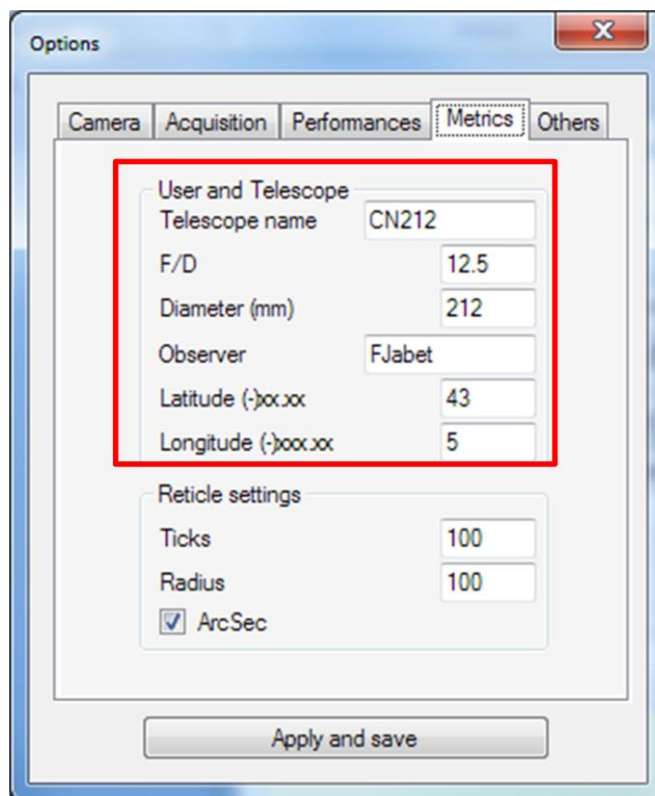 Options
Camera Acquisition Performances Metrics Others
User and Telescope
Telescope name CN212
F/D 12.5
Diameter (mm) 212
Observer FJabet
Latitude (-)xx.xx 43
Longitude (-)xxx.xx 5
Reticle settings
Ticks 100
Radius 100
ArcSec
Apply and save